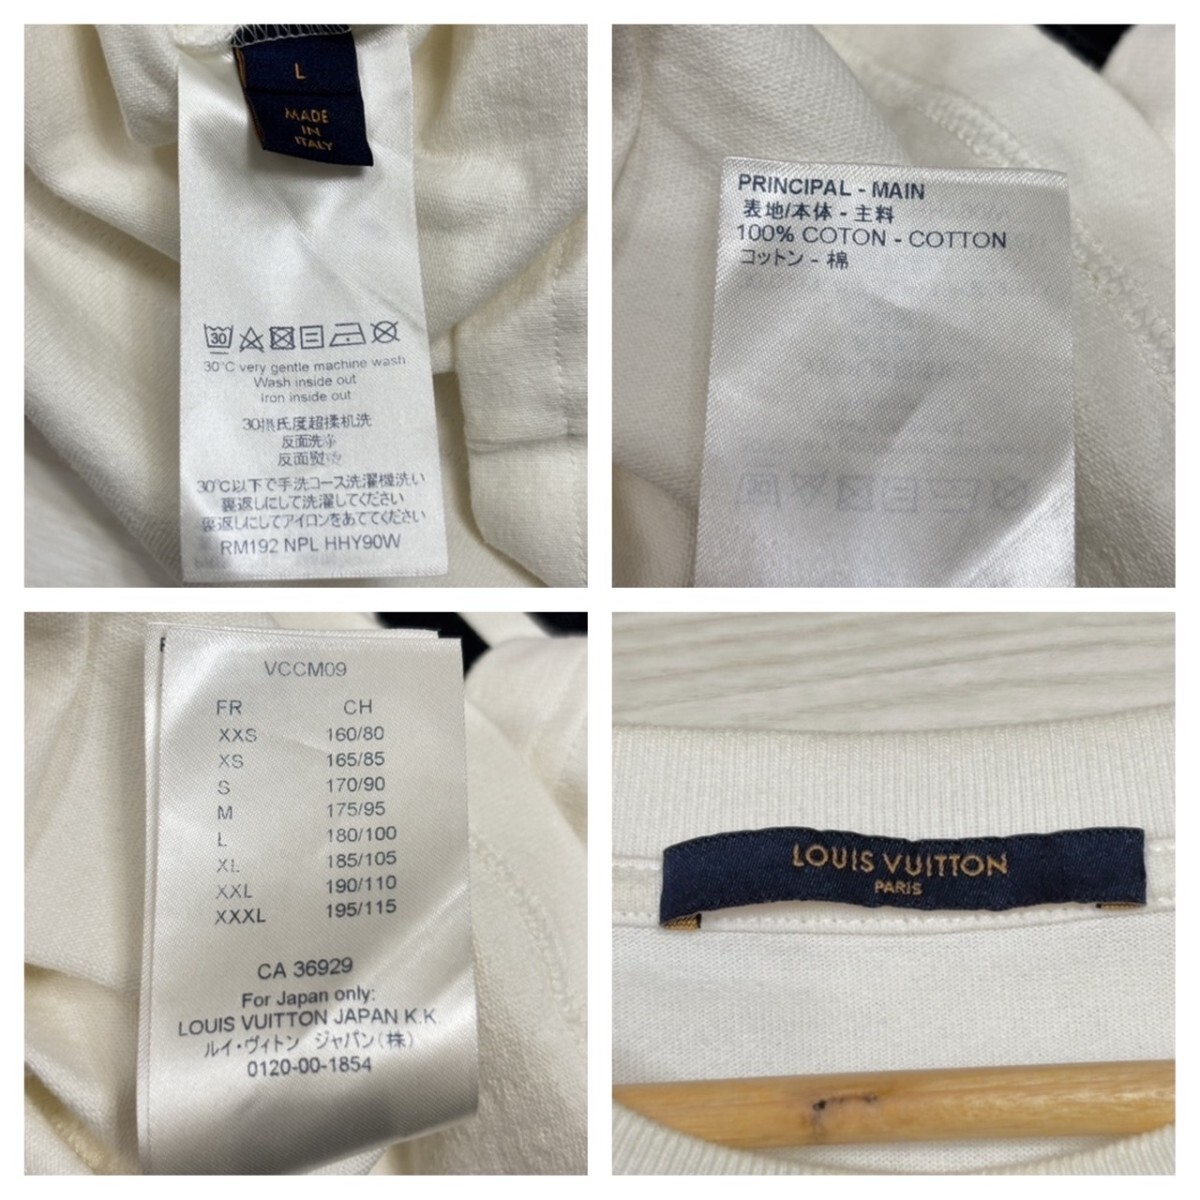 L
MADE
IN
ITALY
30
30°C very gentle machine wash
Wash inside out
Iron inside out
30摄氏度超揉机洗
反面洗涤
反面熨烫
30°C以下で手洗コース洗濯機洗い
裏返しにして洗濯してください
裏返しにしてアイロンをあててください
RM192 NPL HHY90W
PRINCIPAL - MAIN
表地/本体 - 主料
100% COTON - COTTON
コットン - 棉
VCCM09
FR CH
XXS 160/80
XS 165/85
S 170/90
M 175/95
L 180/100
XL 185/105
XXL 190/110
XXXL 195/115
CA 36929
For Japan only:
LOUIS VUITTON JAPAN K.K.
ルイ・ヴィトン ジャパン(株)
0120-00-1854
LOUIS VUITTON
PARIS